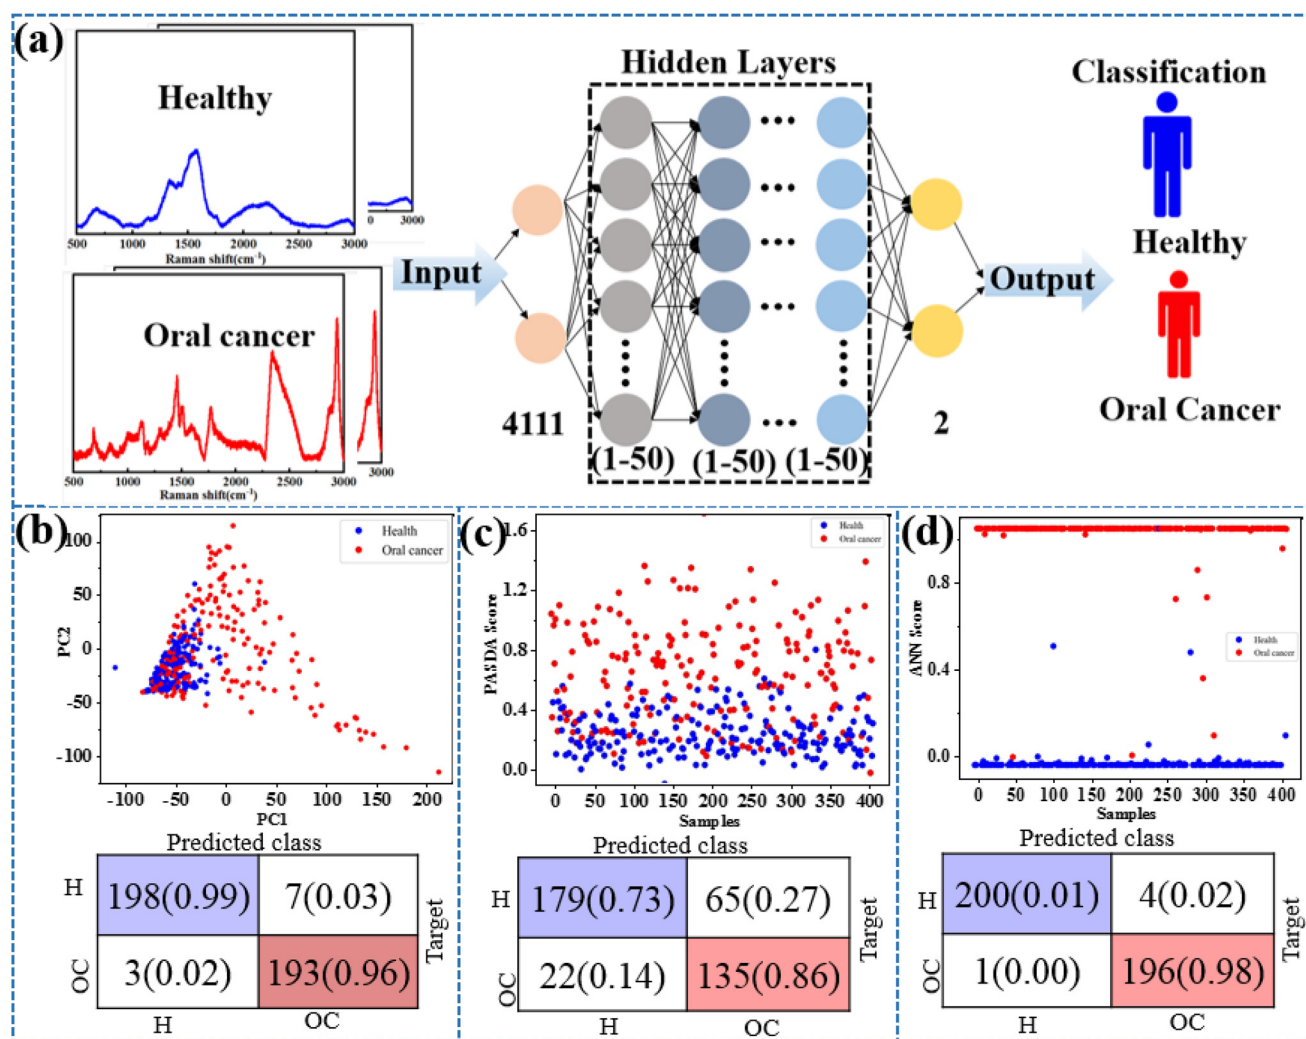 (a)
Healthy
500 1000 1500 2000 2500 3000
Raman shift(cm-1)
0 3000
Oral cancer
500 1000 1500 2000 2500 3000
Raman shift(cm-1)
3000
Input
Hidden Layers
4111
(1-50) (1-50) (1-50)
2
Output
Classification
Healthy
Oral Cancer
(b)
Health
Oral cancer
PC2
100
50
0
-50
-100
-100 -50 0 50 100 150 200
PC1
Predicted class
H 198(0.99) 7(0.03)
OC 3(0.02) 193(0.96)
H OC
Target
(c)
Health
Oral cancer
PASDA Score
1.6
1.2
0.8
0.4
0.0
0 50 100 150 200 250 300 350 400
Samples
Predicted class
H 179(0.73) 65(0.27)
OC 22(0.14) 135(0.86)
H OC
Target
(d)
Health
Oral cancer
ANN Score
0.8
0.4
0.0
0 50 100 150 200 250 300 350 400
Samples
Predicted class
H 200(0.01) 4(0.02)
OC 1(0.00) 196(0.98)
H OC
Target